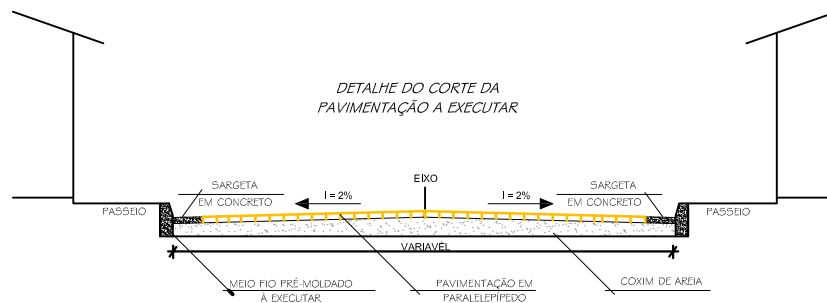 DETALHE DO CORTE DA
PAVIMENTAÇÃO A EXECUTAR
EIXO
SARGETA
EM CONCRETO
I = 2%
I = 2%
SARGETA
EM CONCRETO
PASSEIO
PASSEIO
VARIAVÉL
MEIO FIO PRÉ-MOLDADO
À EXECUTAR
PAVIMENTAÇÃO EM
PARALELEPÍPEDO
COXIM DE AREIA